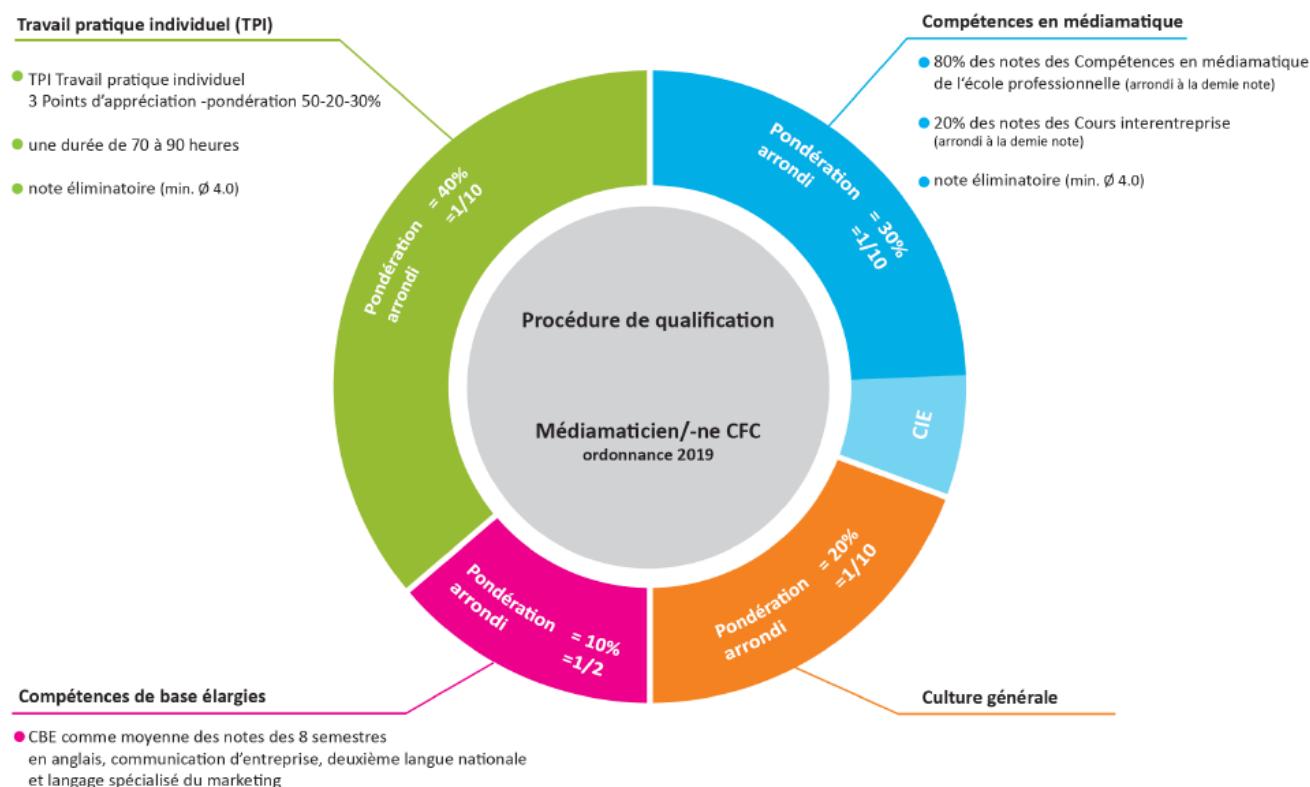 Travail pratique individuel (TPI)
TPI Travail pratique individuel
3 Points d'appréciation -pondération 50-20-30%
une durée de 70 à 90 heures
note éliminatoire (min. Ø 4.0)
Compétences en médiamatique
80% des notes des Compétences en médiamatique
de l'école professionnelle (arrondi à la demie note)
20% des notes des Cours interentreprise
(arrondi à la demie note)
note éliminatoire (min. Ø 4.0)
Pondération = 40%
arrondi =1/10
Pondération = 30%
arrondi =1/10
CIE
Procédure de qualification
Médiamaticien/-ne CFC
ordonnance 2019
Pondération = 10%
arrondi =1/2
Pondération = 20%
arrondi =1/10
Compétences de base élargies
CBE comme moyenne des notes des 8 semestres
en anglais, communication d'entreprise, deuxième langue nationale
et langage spécialisé du marketing
Culture générale